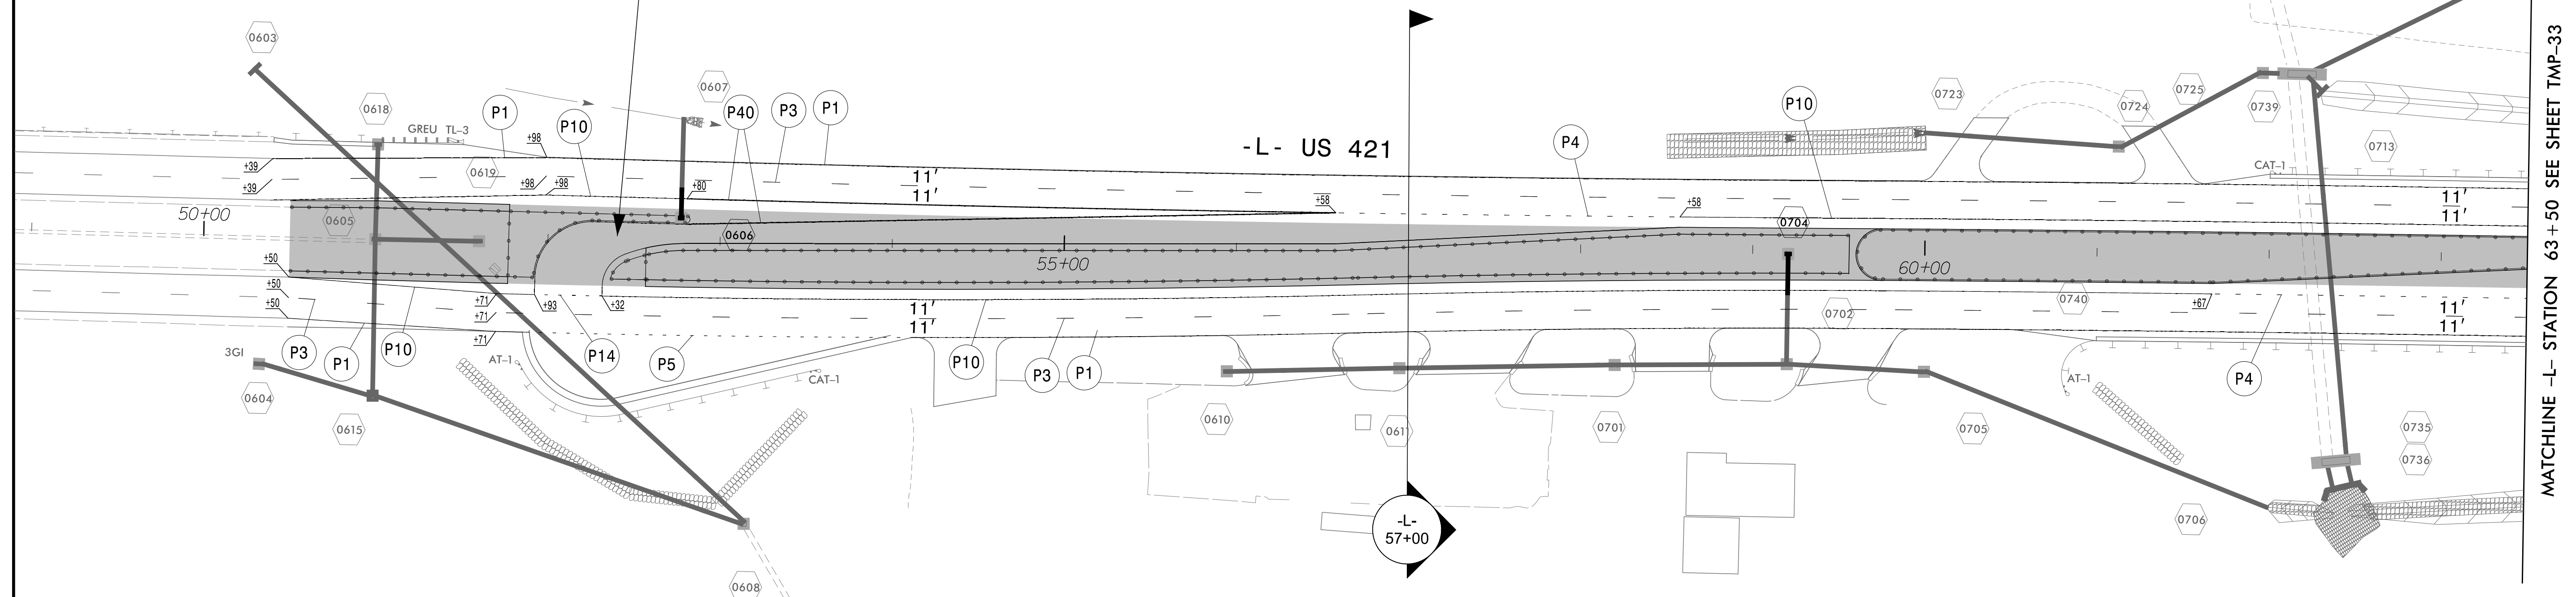 0603
0618
GREU TL-3
P1
P10
0607
P40
P3
P1
-L- US 421
P4
P10
0723
0724
0725
0739
0713
CAT-1
+39
+39
0619
+98
+98
+98
+80
11'
11'
+58
+58
11'
11'
50+00
0605
0606
0704
55+00
60+00
+50
+50
+50
+71
+71
+71
+93
+32
11'
11'
0702
0740
+67
11'
11'
P3
P1
P10
P14
P5
P10
P3
P1
P4
3GI
0604
0615
AT-1
CAT-1
0608
0610
0611
0701
0705
AT-1
0706
0735
0736
-L-
57+00
MATCHLINE -L- STATION 63+50 SEE SHEET TMP-33